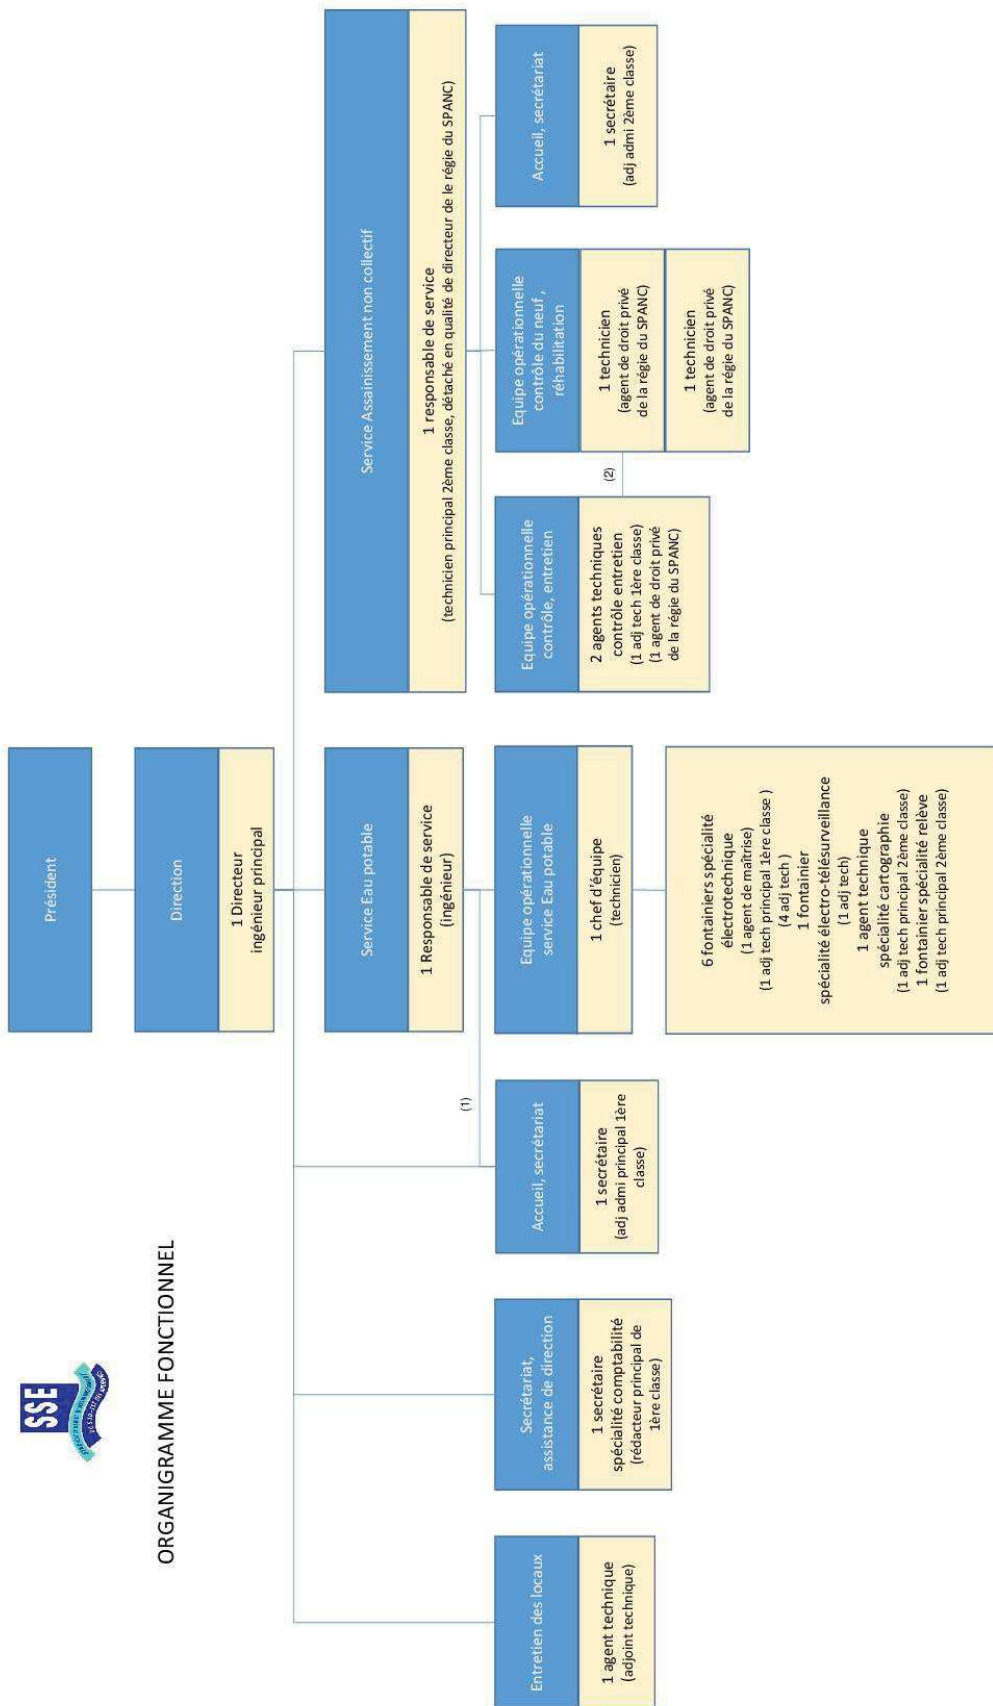 SSE
ORGANIGRAMME FONCTIONNEL
Président
Direction
1 Directeur
ingénieur principal
Entretien des locaux
1 agent technique
(adjoint technique)
Secrétariat,
assistance de direction
1 secrétaire
spécialité comptabilité
(rédacteur principal de
1ère classe)
Accueil, secrétariat
1 secrétaire
(adj admi principal 1ère
classe)
(1)
Service Eau potable
1 Responsable de service
(ingénieur)
Equipe opérationnelle
service Eau potable
1 chef d'équipe
(technicien)
6 fontainiers spécialité
électrotechnique
(1 agent de maîtrise)
(1 adj tech principal 1ère classe )
(4 adj tech )
1 fontainier
spécialité électro-télésurveillance
(1 adj tech)
1 agent technique
spécialité cartographie
(1 adj tech principal 2ème classe)
1 fontainier spécialité relève
(1 adj tech principal 2ème classe)
Service Assainissement non collectif
1 responsable de service
(technicien principal 2ème classe, détaché en qualité de directeur de le régie du SPANC)
Equipe opérationnelle
contrôle, entretien
2 agents techniques
contrôle entretien
(1 adj tech 1ère classe)
(1 agent de droit privé
de la régie du SPANC)
(2)
Equipe opérationnelle
contrôle du neuf ,
réhabilitation
1 technicien
(agent de droit privé
de la régie du SPANC)
1 technicien
(agent de droit privé
de la régie du SPANC)
Accueil, secrétariat
1 secrétaire
(adj admi 2ème classe)